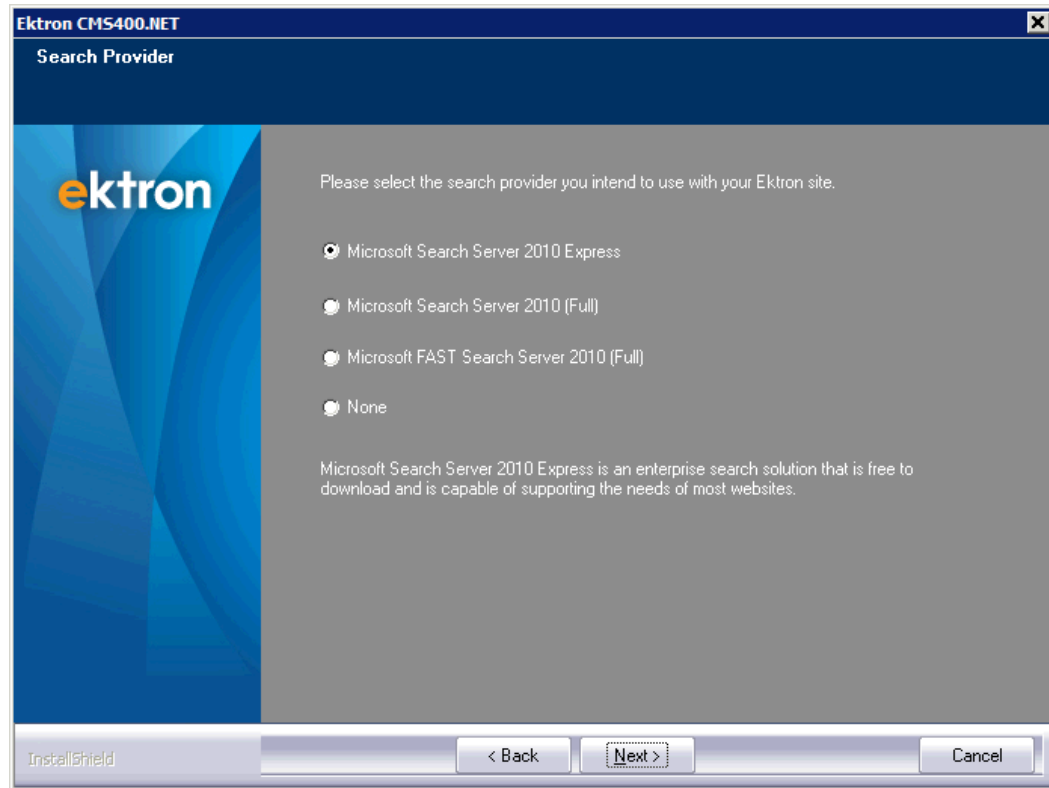 Ektron CMS400.NET
Search Provider
ektron
Please select the search provider you intend to use with your Ektron site.
Microsoft Search Server 2010 Express
Microsoft Search Server 2010 (Full)
Microsoft FAST Search Server 2010 (Full)
None
Microsoft Search Server 2010 Express is an enterprise search solution that is free to
download and is capable of supporting the needs of most websites.
InstallShield
< Back
Next >
Cancel